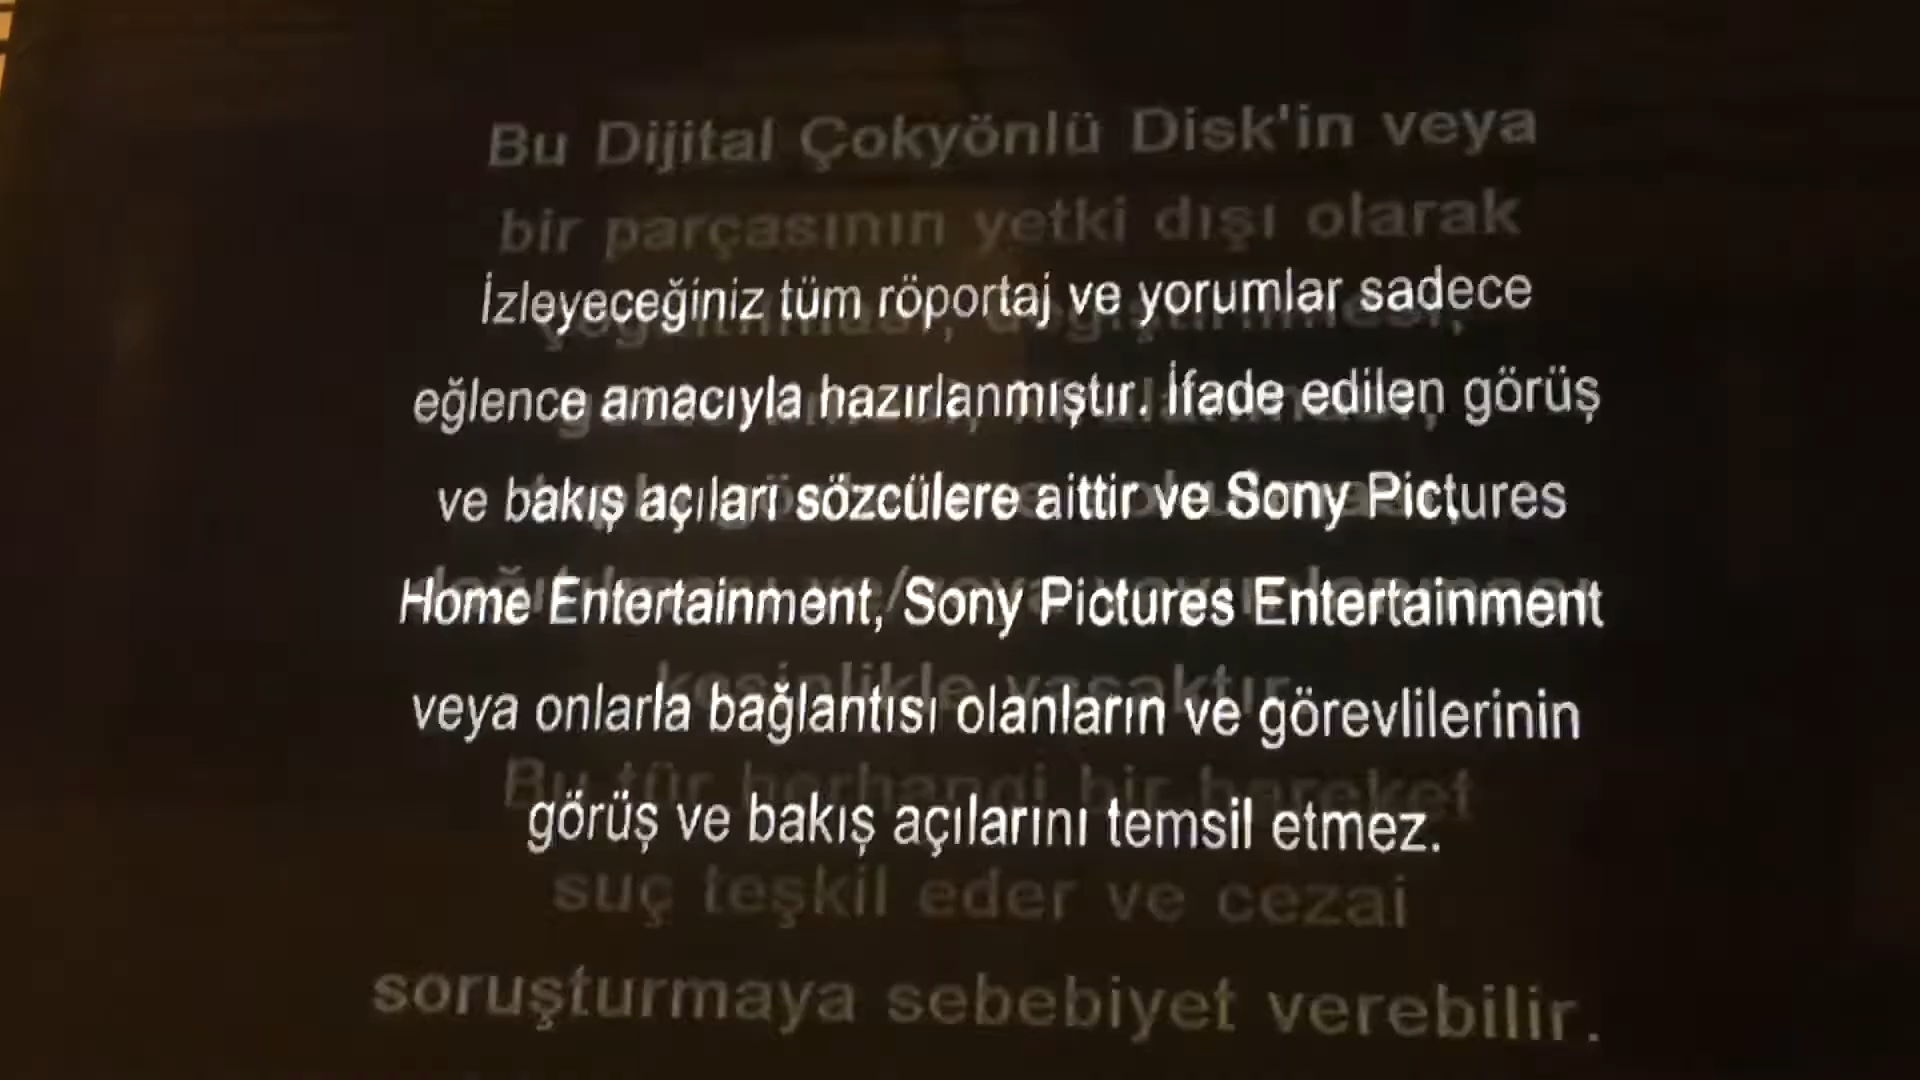 Bu Dijital Çokyönlü Disk'in veya
bir parçasının yetki dışı olarak
İzleyeceğiniz tüm röportaj ve yorumlar sadece
eğlence amacıyla hazırlanmıştır. İfade edilen görüş
ve bakış açılari sözcülere aittir ve Sony Pictures
Home Entertainment, Sony Pictures Entertainment
kesinlikle yasaktır.
veya onlarla bağlantısı olanların ve görevlilerinin
Bu tür herhangi bir hareket
görüş ve bakış açılarını temsil etmez.
suç teşkil eder ve cezai
soruşturmaya sebebiyet verebilir.